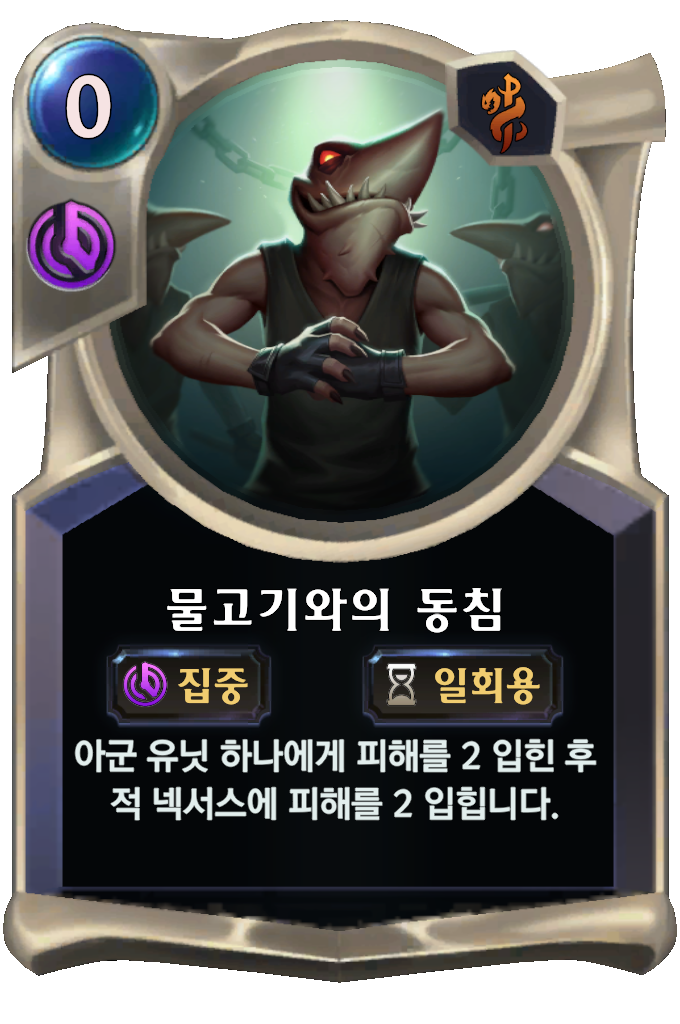 0
물고기와의 동침
집중
일회용
아군 유닛 하나에게 피해를 2 입힌 후
적 넥서스에 피해를 2 입힙니다.